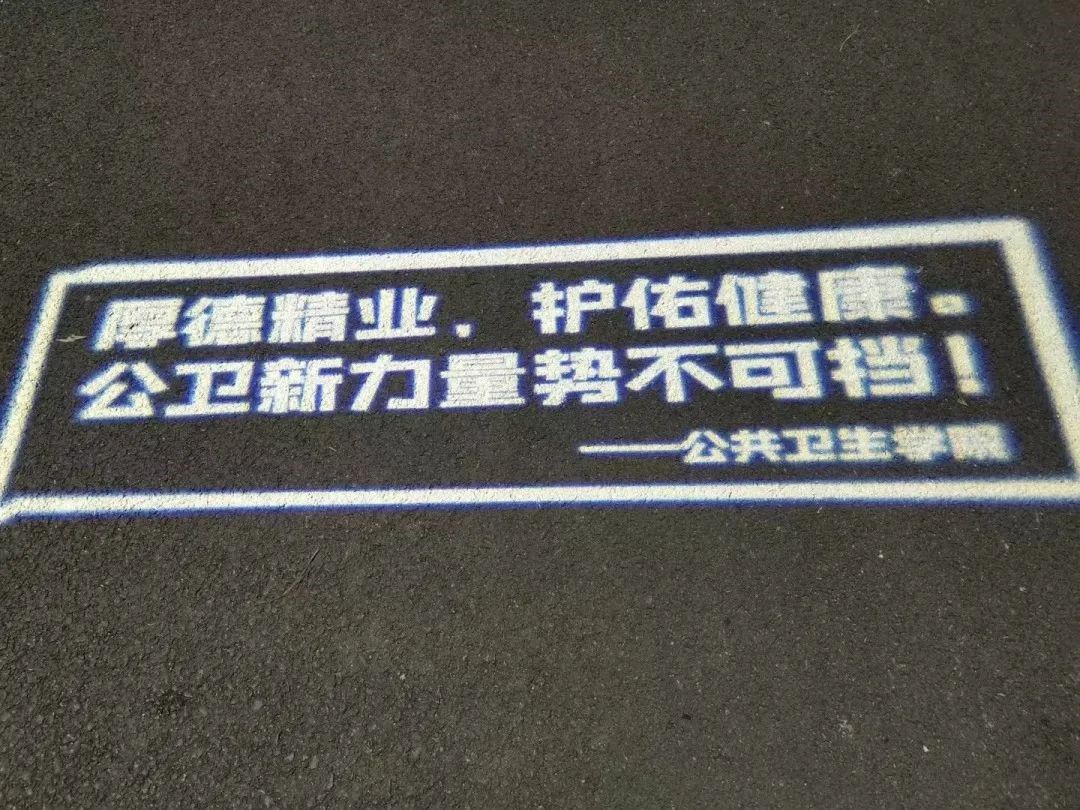 厚德精业，护佑健康。
公卫新力量势不可挡！
——公共卫生学院